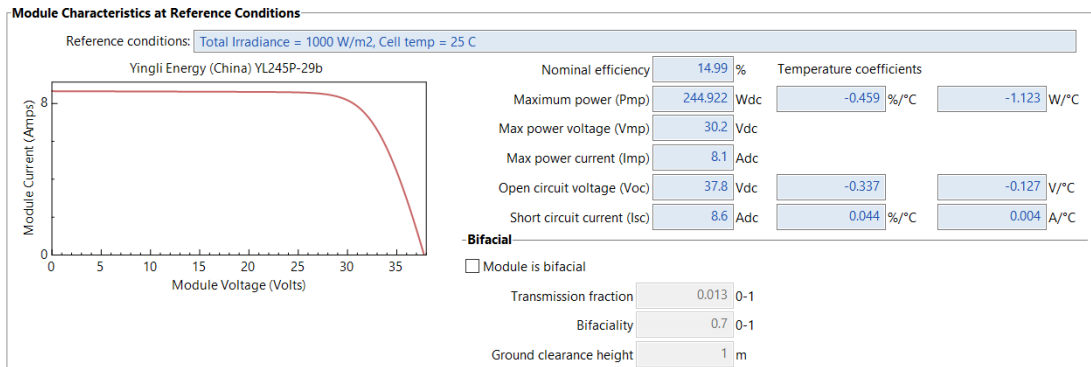 Module Characteristics at Reference Conditions
Reference conditions: Total Irradiance = 1000 W/m2, Cell temp = 25 C
Yingli Energy (China) YL245P-29b
Module Current (Amps)
8
0
0 5 10 15 20 25 30 35
Module Voltage (Volts)
Nominal efficiency 14.99 % Temperature coefficients
Maximum power (Pmp) 244.922 Wdc -0.459 %/°C -1.123 W/°C
Max power voltage (Vmp) 30.2 Vdc
Max power current (Imp) 8.1 Adc
Open circuit voltage (Voc) 37.8 Vdc -0.337 -0.127 V/°C
Short circuit current (Isc) 8.6 Adc 0.044 %/°C 0.004 A/°C
Bifacial
Module is bifacial
Transmission fraction 0.013 0-1
Bifaciality 0.7 0-1
Ground clearance height 1 m